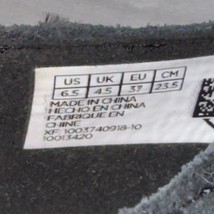 US UK EU CM
6.5 4.5 37 23.5
MADE IN CHINA
HECHO EN CHINA
FABRIQUE EN
CHINE
XF: 1003740918-10
10013420